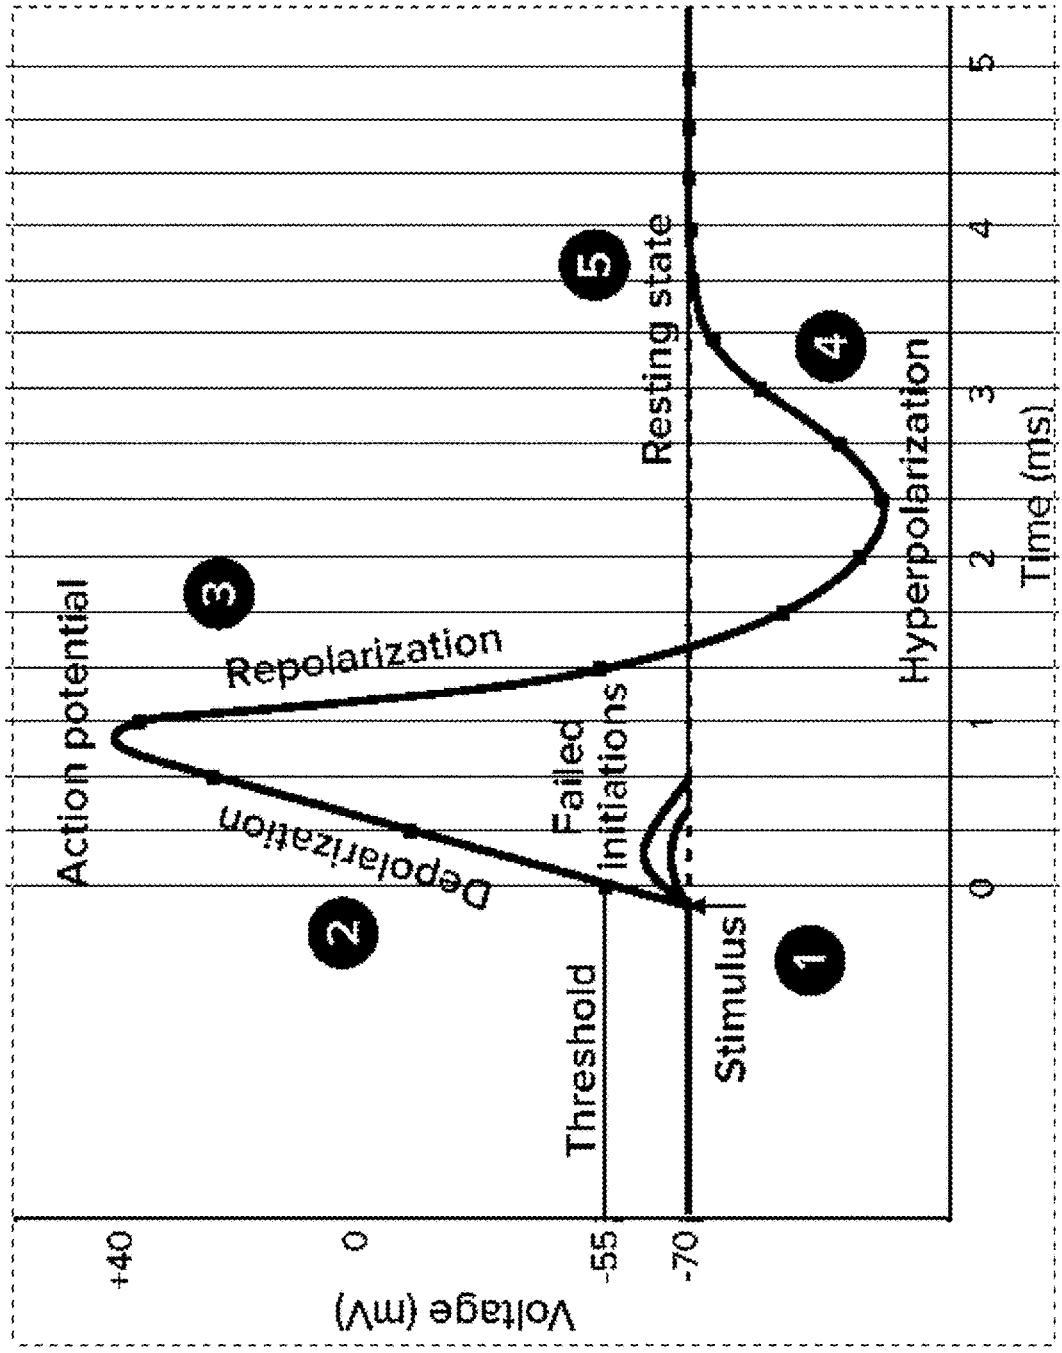 Action potential
+40
3
Depolarization
Repolarization
2
0
Voltage (mV)
Failed
initiations
Threshold
5
-55
Resting state
-70
Stimulus
1
4
Hyperpolarization
0
1
2
3
4
5
Time (ms)